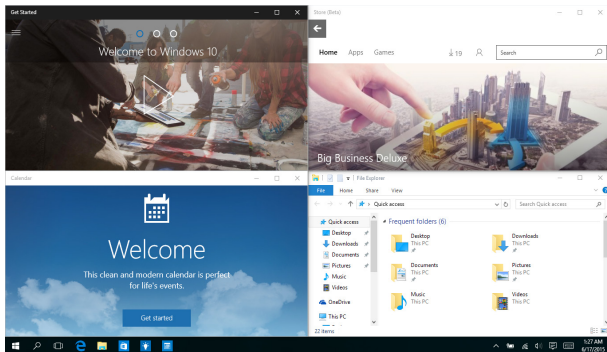 Get Started
Welcome to Windows 10
Store (Beta)
Home Apps Games 19 Search
Big Business Deluxe
Calendar
Welcome
This clean and modern calendar is perfect
for life's events.
Get started
File Explorer
File Home Share View
Quick access Search Quick access
Quick access
Desktop
Downloads
Documents
Pictures
Music
Videos
OneDrive
This PC
Frequent folders (6)
Desktop
This PC
Downloads
This PC
Documents
This PC
Pictures
This PC
Music
This PC
Videos
This PC
22 items
1:27 AM
6/17/2015